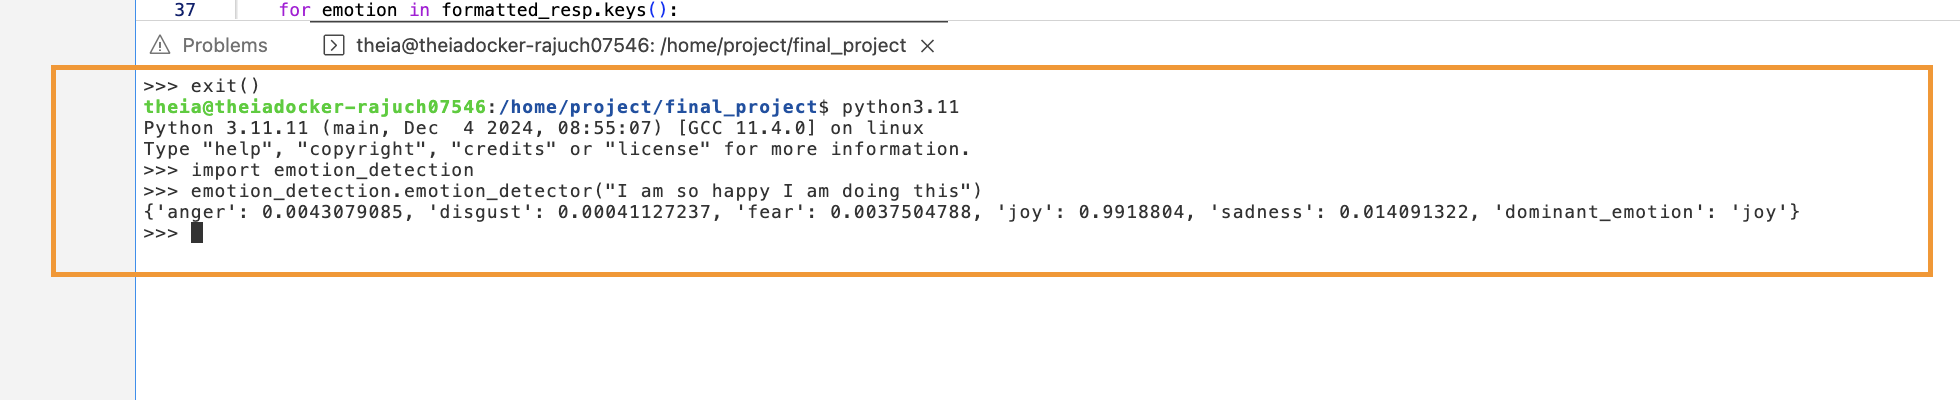 37    for emotion in formatted_resp.keys():
Problems    theia@theiadocker-rajuch07546: /home/project/final_project ×
>>> exit()
theia@theiadocker-rajuch07546:/home/project/final_project$ python3.11
Python 3.11.11 (main, Dec  4 2024, 08:55:07) [GCC 11.4.0] on linux
Type "help", "copyright", "credits" or "license" for more information.
>>> import emotion_detection
>>> emotion_detection.emotion_detector("I am so happy I am doing this")
{'anger': 0.0043079085, 'disgust': 0.00041127237, 'fear': 0.0037504788, 'joy': 0.9918804, 'sadness': 0.014091322, 'dominant_emotion': 'joy'}
>>>